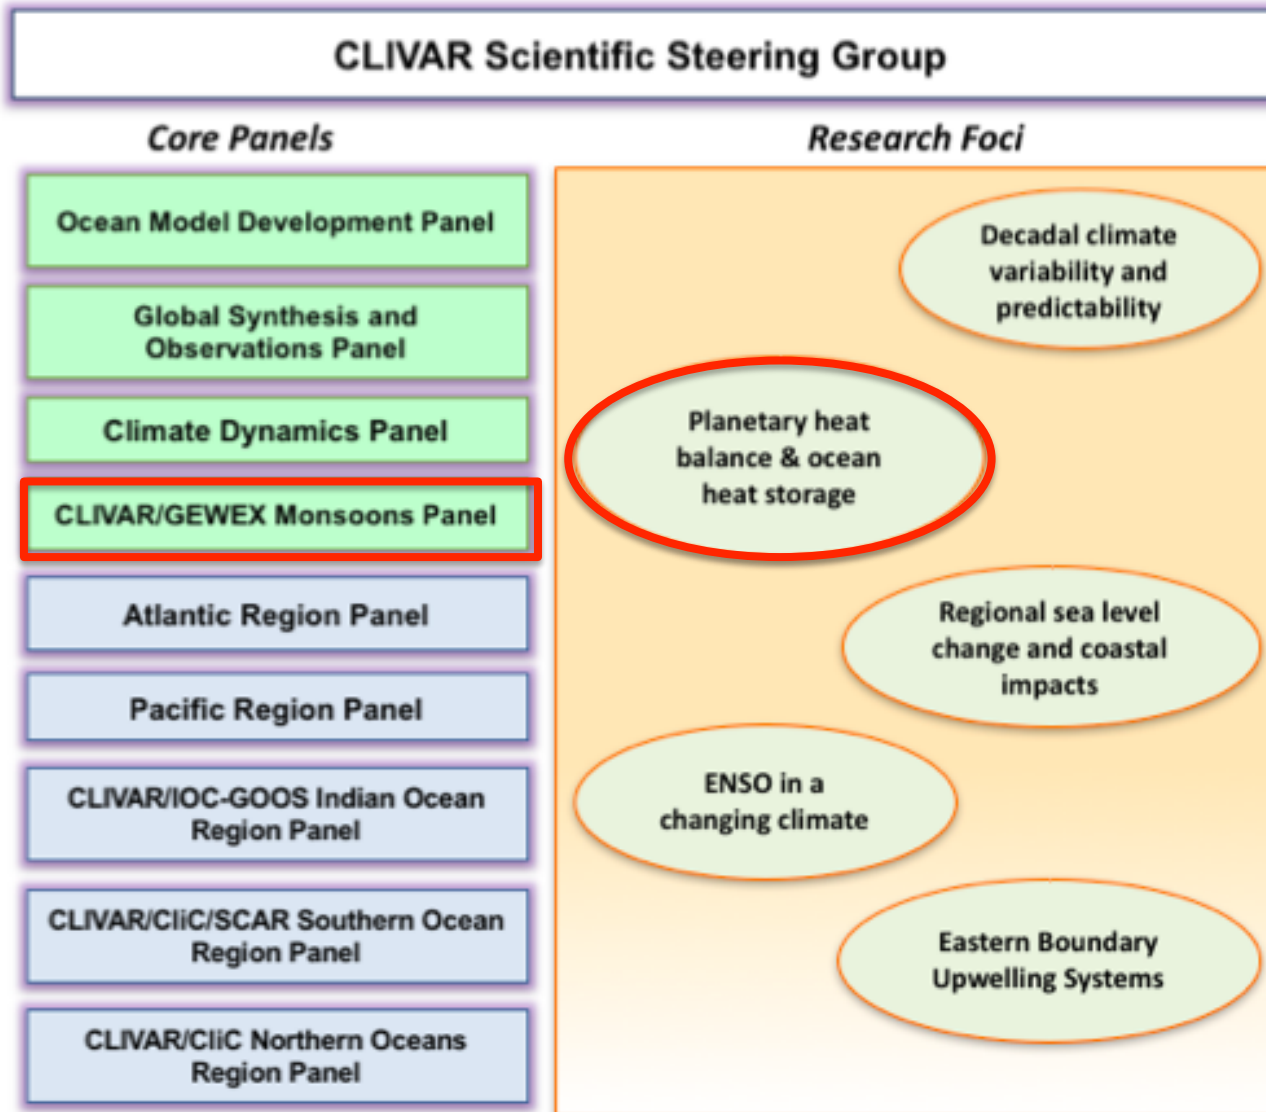 CLIVAR Scientific Steering Group
Core Panels
Ocean Model Development Panel
Global Synthesis and
Observations Panel
Climate Dynamics Panel
CLIVAR/GEWEX Monsoons Panel
Atlantic Region Panel
Pacific Region Panel
CLIVAR/IOC-GOOS Indian Ocean
Region Panel
CLIVAR/CliC/SCAR Southern Ocean
Region Panel
CLIVAR/CliC Northern Oceans
Region Panel
Research Foci
Decadal climate
variability and
predictability
Planetary heat
balance & ocean
heat storage
Regional sea level
change and coastal
impacts
ENSO in a
changing climate
Eastern Boundary
Upwelling Systems